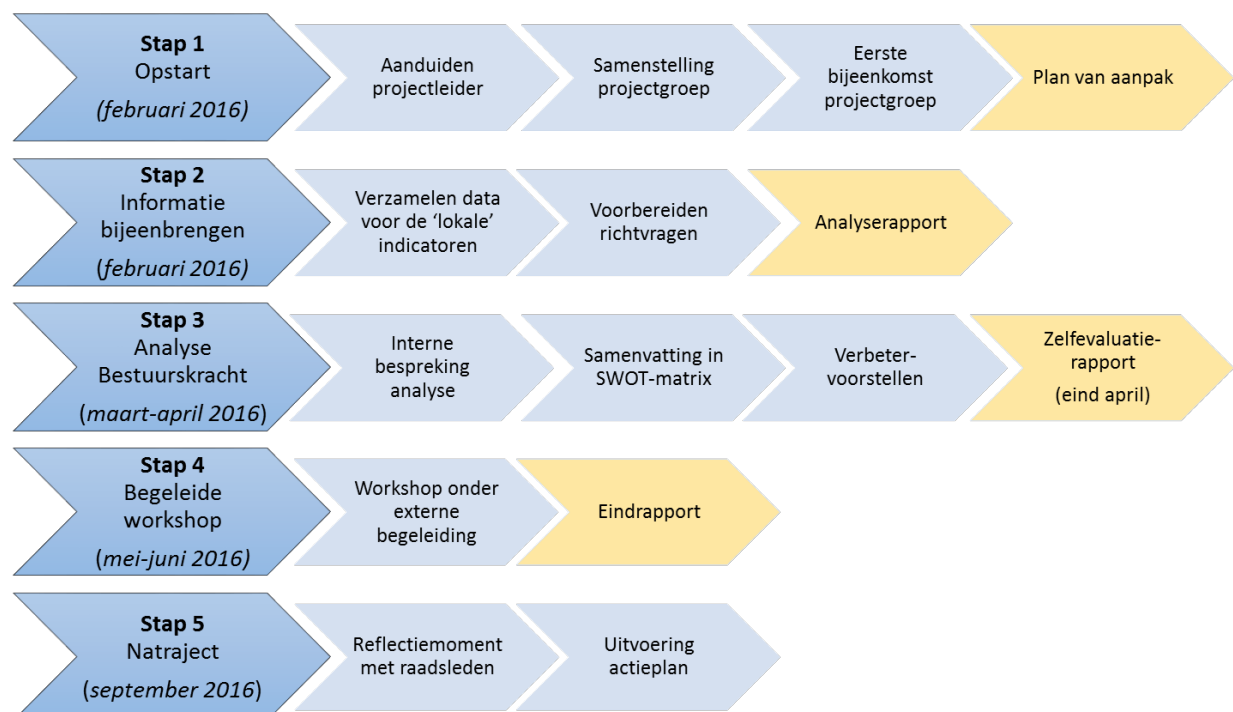 Stap 1
Opstart
(februari 2016)
Aanduiden
projectleider
Samenstelling
projectgroep
Eerste
bijeenkomst
projectgroep
Plan van aanpak
Stap 2
Informatie
bijeenbrengen
(februari 2016)
Verzamelen data
voor de ‘lokale’
indicatoren
Voorbereiden
richtvragen
Analyserapport
Stap 3
Analyse
Bestuurskracht
(maart-april 2016)
Interne
bespreking
analyse
Samenvatting in
SWOT-matrix
Verbeter-
voorstellen
Zelfevaluatie-
rapport
(eind april)
Stap 4
Begeleide
workshop
(mei-juni 2016)
Workshop onder
externe
begeleiding
Eindrapport
Stap 5
Natraject
(september 2016)
Reflectiemoment
met raadsleden
Uitvoering
actieplan